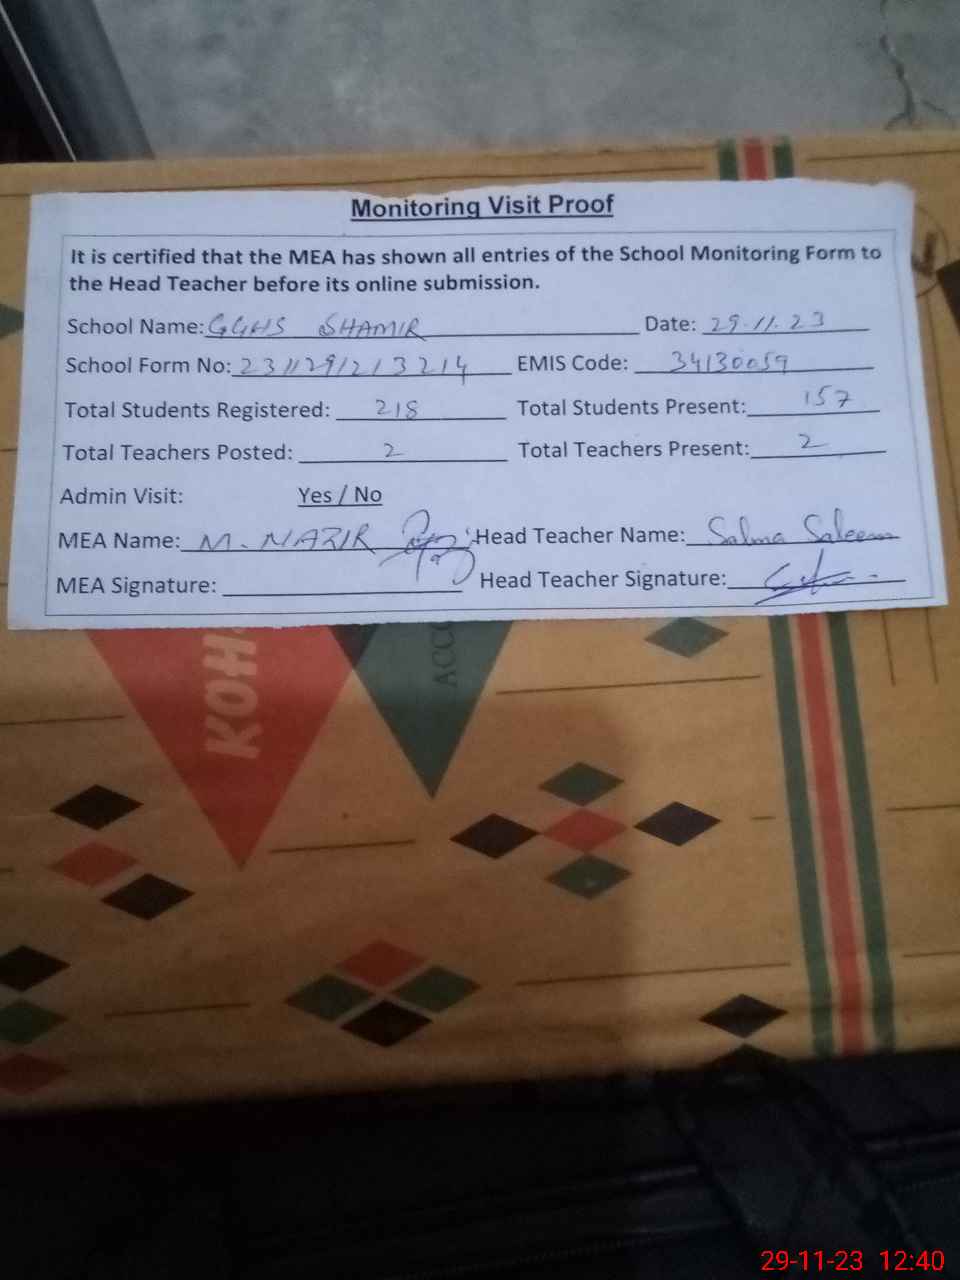 Monitoring Visit Proof
It is certified that the MEA has shown all entries of the School Monitoring Form to
the Head Teacher before its online submission.
School Name: GGHS SHAMIR Date: 29.11.23
School Form No: 2311291213214 EMIS Code: 34130059
Total Students Registered: 218 Total Students Present: 157
Total Teachers Posted: 2 Total Teachers Present: 2
Admin Visit: Yes / No
MEA Name: M. NAZIR Head Teacher Name: Salma Saleem
MEA Signature: Head Teacher Signature:
KOH
ACCO
29-11-23 12:40